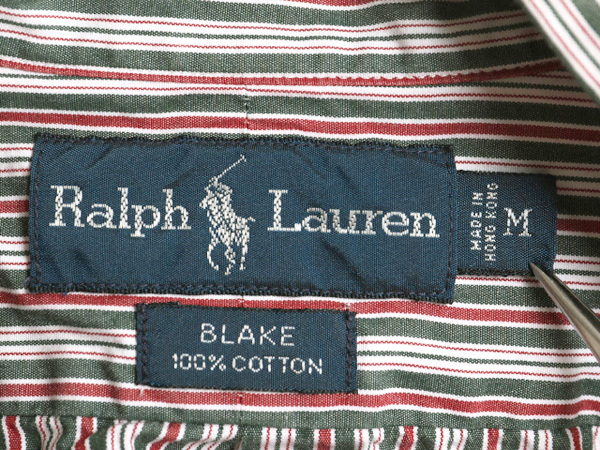 Ralph Lauren
MADE IN
HONG KONG
M
BLAKE
100% COTTON